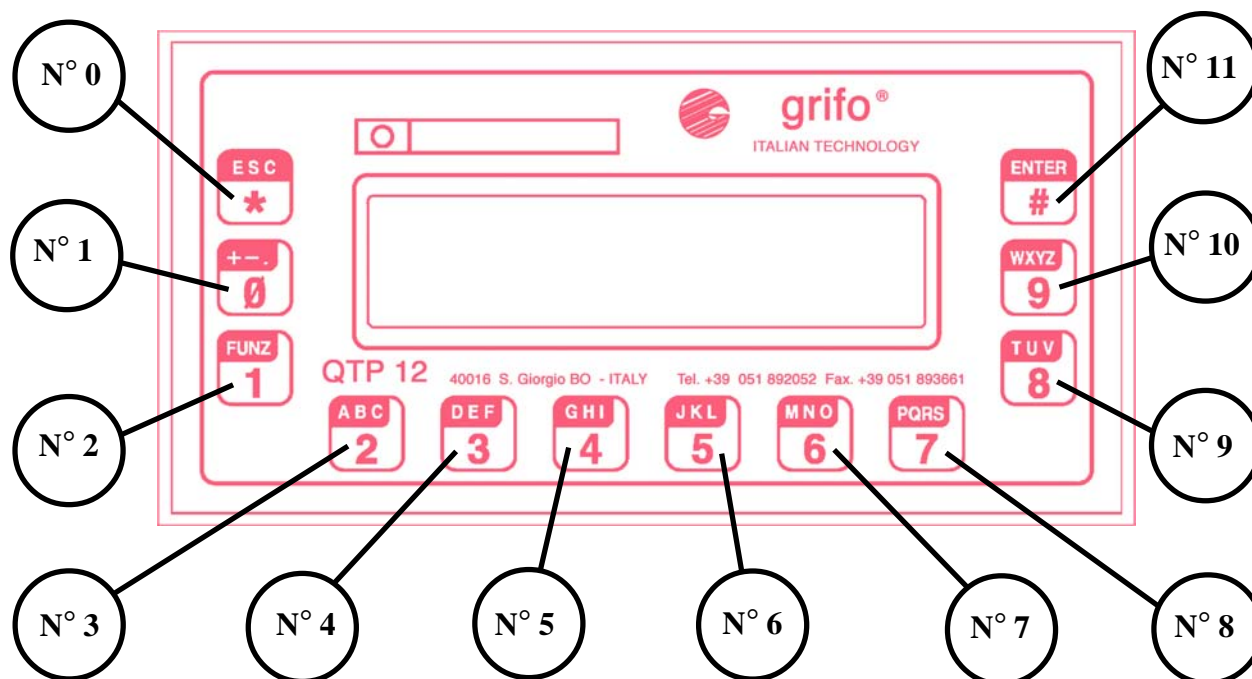 N° 0
N° 11
grifo®
ITALIAN TECHNOLOGY
ESC
*
ENTER
#
N° 1
+-.
0
WXYZ
9
N° 10
FUNZ
1
TUV
8
QTP 12
40016 S. Giorgio BO - ITALY Tel. +39 051 892052 Fax. +39 051 893661
ABC
2
DEF
3
GHI
4
JKL
5
MNO
6
PQRS
7
N° 2
N° 9
N° 3
N° 4
N° 5
N° 6
N° 7
N° 8